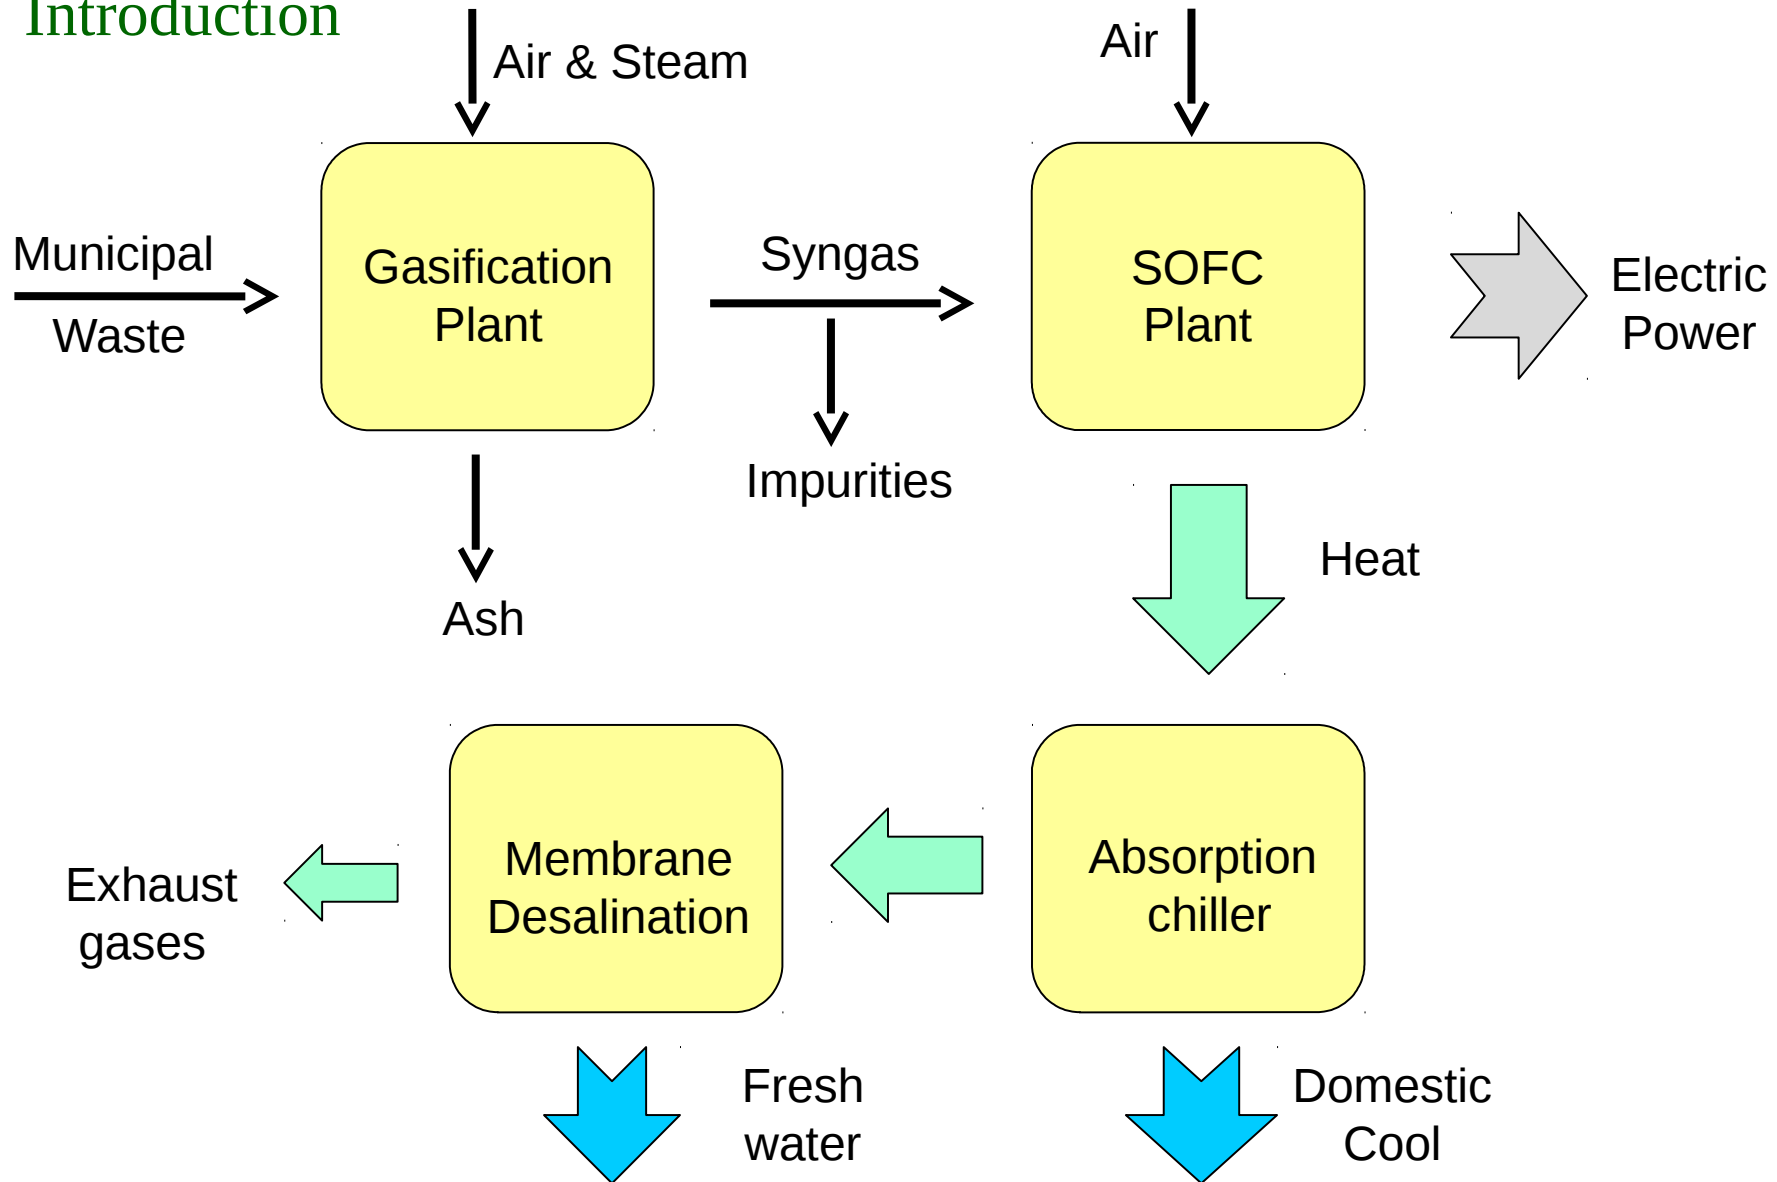 Introduction
Air & Steam
Air
Municipal
Waste
Gasification
Plant
Syngas
Impurities
SOFC
Plant
Electric
Power
Ash
Heat
Exhaust
gases
Membrane
Desalination
Absorption
chiller
Fresh
water
Domestic
Cool